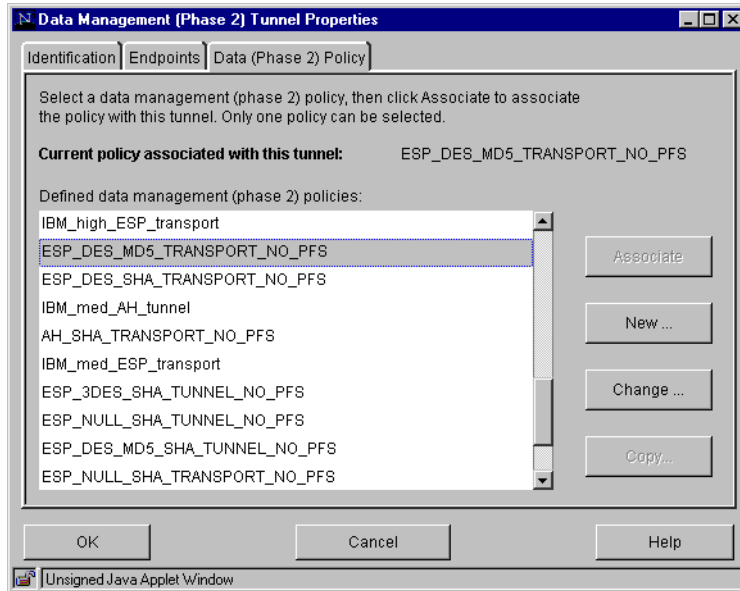 Data Management (Phase 2) Tunnel Properties
Identification Endpoints Data (Phase 2) Policy
Select a data management (phase 2) policy, then click Associate to associate
the policy with this tunnel. Only one policy can be selected.
Current policy associated with this tunnel: ESP_DES_MD5_TRANSPORT_NO_PFS
Defined data management (phase 2) policies:
IBM_high_ESP_transport
ESP_DES_MD5_TRANSPORT_NO_PFS
Associate
ESP_DES_SHA_TRANSPORT_NO_PFS
IBM_med_AH_tunnel
New ...
AH_SHA_TRANSPORT_NO_PFS
IBM_med_ESP_transport
ESP_3DES_SHA_TUNNEL_NO_PFS
Change ...
ESP_NULL_SHA_TUNNEL_NO_PFS
ESP_DES_MD5_SHA_TUNNEL_NO_PFS
Copy...
ESP_NULL_SHA_TRANSPORT_NO_PFS
OK Cancel Help
Unsigned Java Applet Window